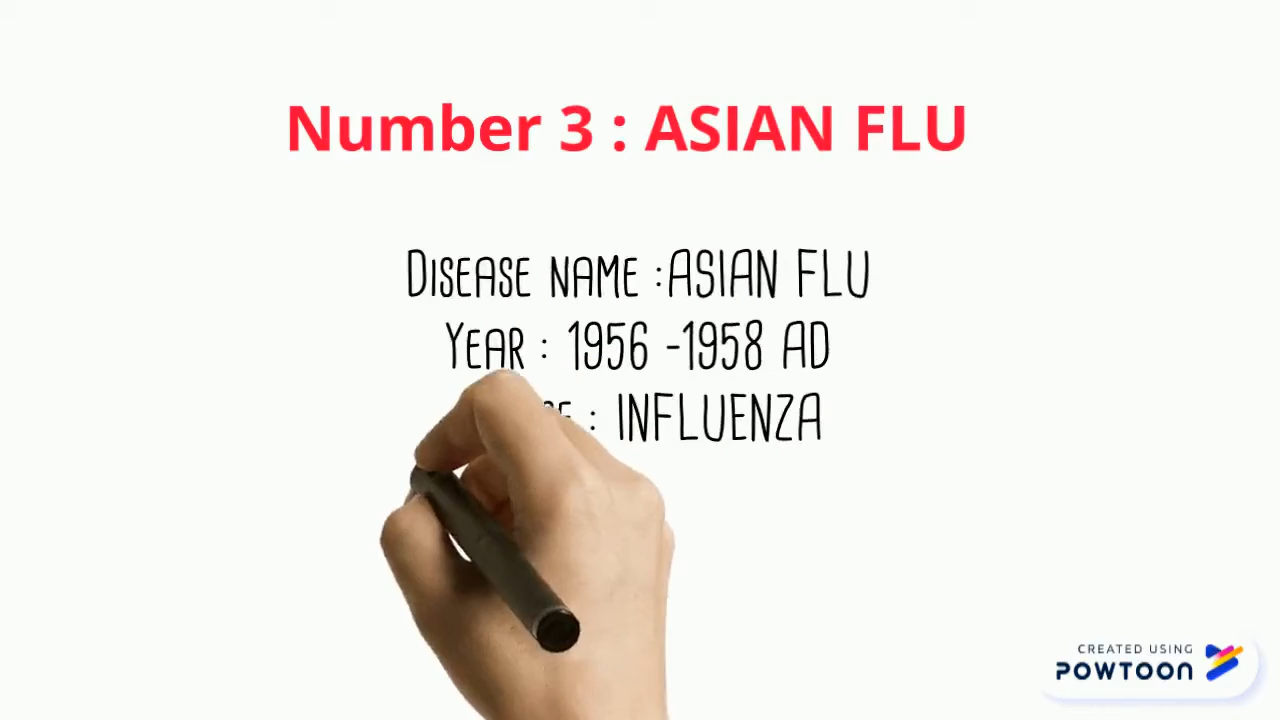 Number 3 : ASIAN FLU
DISEASE NAME :ASIAN FLU
YEAR : 1956 -1958 AD
: INFLUENZA
CREATED USING
POWTOON